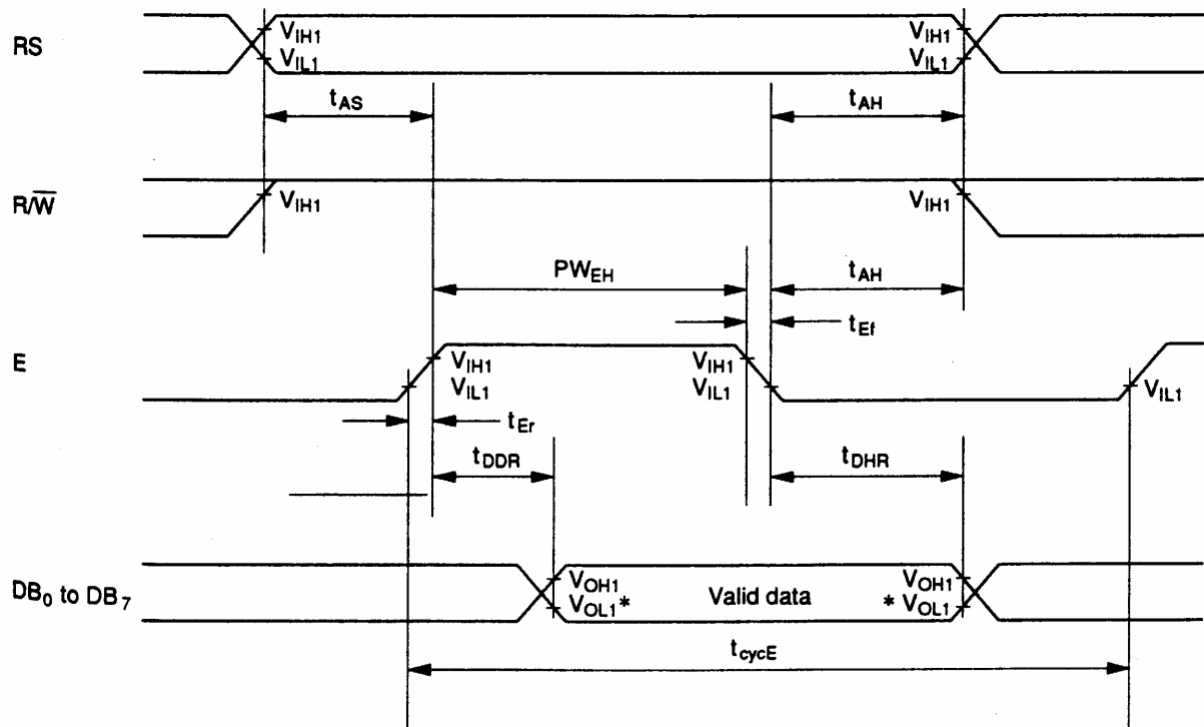 RS
VIH1
VIL1
VIH1
VIL1
tAS
tAH
R/W̅
VIH1
VIH1
PWEH
tAH
tEf
E
VIH1
VIL1
VIH1
VIL1
VIL1
tEr
tDDR
tDHR
DB0 to DB7
VOH1
VOL1*
Valid data
VOH1
* VOL1
tcycE